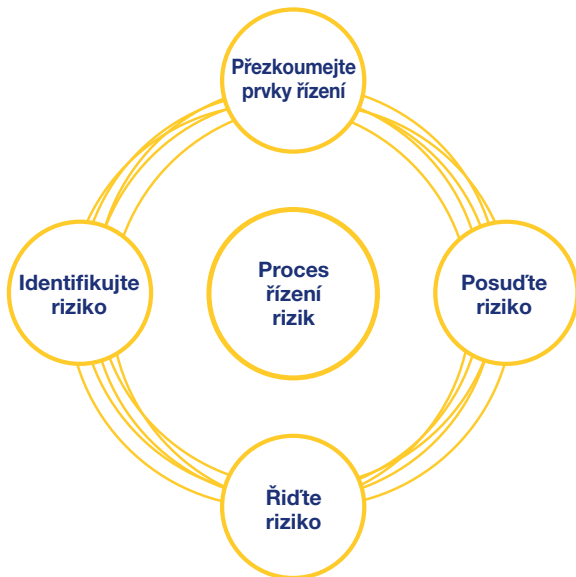 Přezkoumejte
prvky řízení
Identifikujte
riziko
Proces
řízení
rizik
Posuďte
riziko
Řiďte
riziko